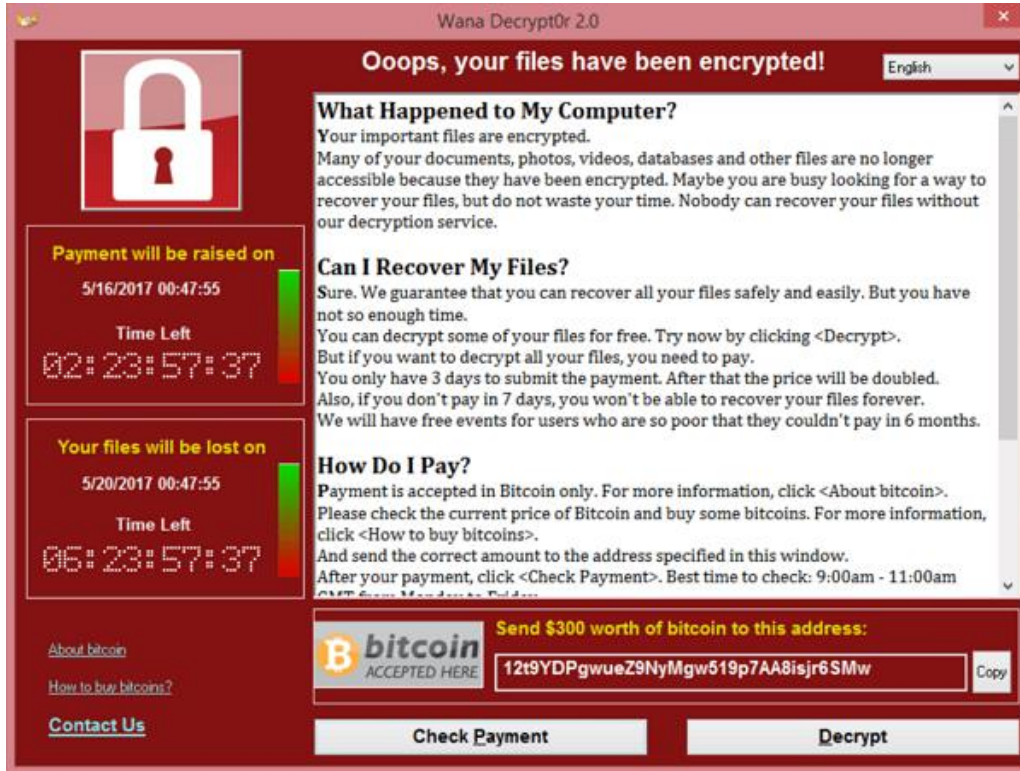 Wana Decrypt0r 2.0
Ooops, your files have been encrypted!
English
What Happened to My Computer?
Your important files are encrypted.
Many of your documents, photos, videos, databases and other files are no longer
accessible because they have been encrypted. Maybe you are busy looking for a way to
recover your files, but do not waste your time. Nobody can recover your files without
our decryption service.
Can I Recover My Files?
Sure. We guarantee that you can recover all your files safely and easily. But you have
not so enough time.
You can decrypt some of your files for free. Try now by clicking <Decrypt>.
But if you want to decrypt all your files, you need to pay.
You only have 3 days to submit the payment. After that the price will be doubled.
Also, if you don't pay in 7 days, you won't be able to recover your files forever.
We will have free events for users who are so poor that they couldn't pay in 6 months.
How Do I Pay?
Payment is accepted in Bitcoin only. For more information, click <About bitcoin>.
Please check the current price of Bitcoin and buy some bitcoins. For more information,
click <How to buy bitcoins>.
And send the correct amount to the address specified in this window.
After your payment, click <Check Payment>. Best time to check: 9:00am - 11:00am
GMT from Monday to Friday
Payment will be raised on
5/16/2017 00:47:55
Time Left
02:23:57:37
Your files will be lost on
5/20/2017 00:47:55
Time Left
06:23:57:37
About bitcoin
How to buy bitcoins?
Contact Us
bitcoin
ACCEPTED HERE
Send $300 worth of bitcoin to this address:
12t9YDPgwueZ9NyMgw519p7AA8isjr6SMw
Copy
Check Payment
Decrypt